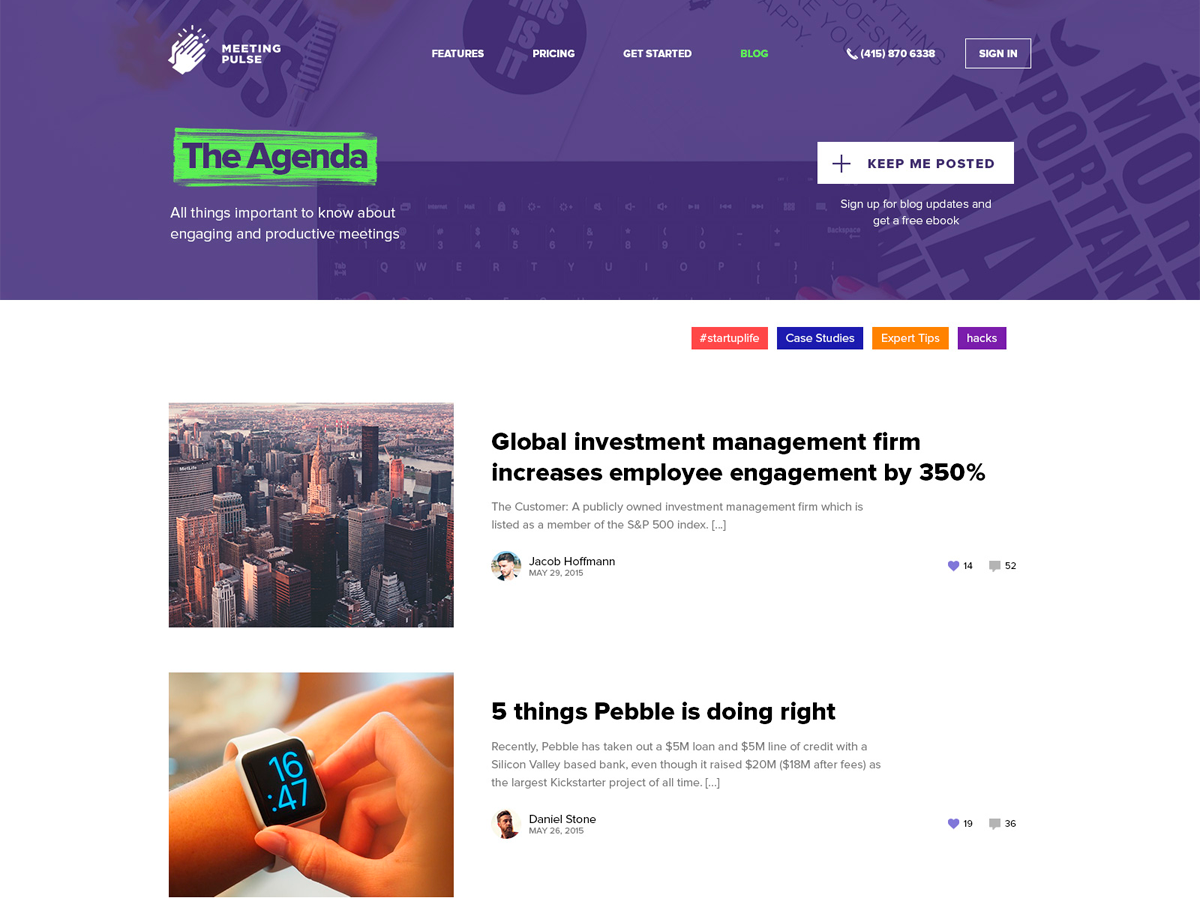 MEETING
PULSE
FEATURES
PRICING
GET STARTED
BLOG
(415) 870 6338
SIGN IN
THIS
IS
IT
The Agenda
All things important to know about
engaging and productive meetings
KEEP ME POSTED
Sign up for blog updates and
get a free ebook
Backspace
Tab
Q W E R T Y U I O P
#startuplife
Case Studies
Expert Tips
hacks
MetLife
Global investment management firm
increases employee engagement by 350%
The Customer: A publicly owned investment management firm which is
listed as a member of the S&P 500 index. [...]
Jacob Hoffmann
MAY 29, 2015
14
52
16
:47
5 things Pebble is doing right
Recently, Pebble has taken out a $5M loan and $5M line of credit with a
Silicon Valley based bank, even though it raised $20M ($18M after fees) as
the largest Kickstarter project of all time. [...]
Daniel Stone
MAY 26, 2015
19
36